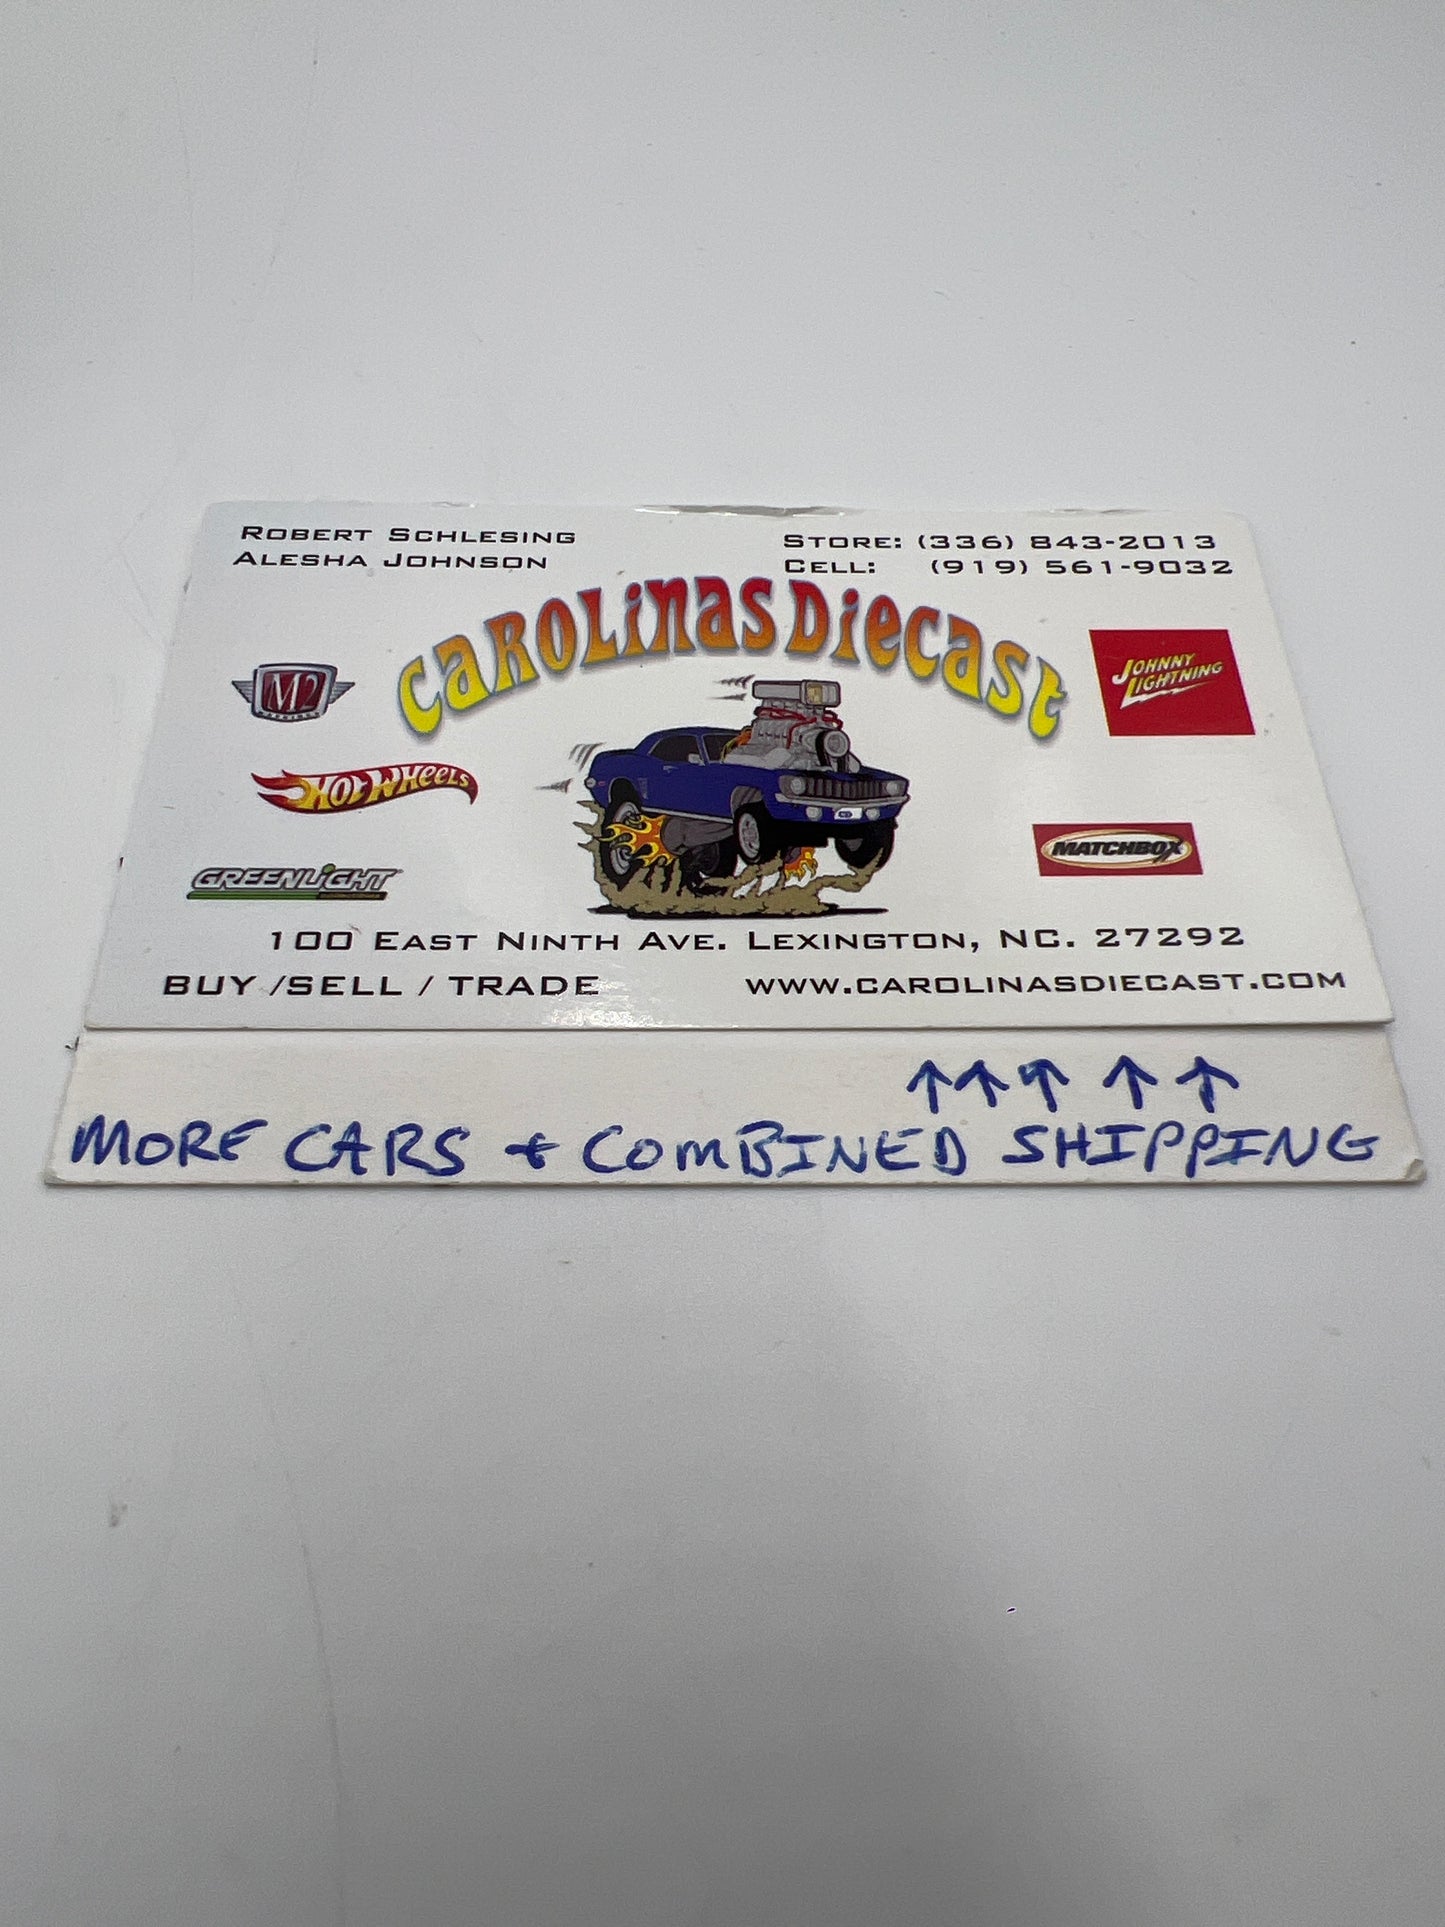 ROBERT SCHLESING
ALESHA JOHNSON
STORE: (336) 843-2013
CELL: (919) 561-9032
CAROLINAS DIECAST
M2
HOT WHEELS
GREENLIGHT
JOHNNY
LIGHTNING
MATCHBOX
100 EAST NINTH AVE. LEXINGTON, NC. 27292
BUY /SELL / TRADE
WWW.CAROLINASDIECAST.COM
↑↑↑ ↑ ↑
MORE CARS & COMBINED SHIPPING